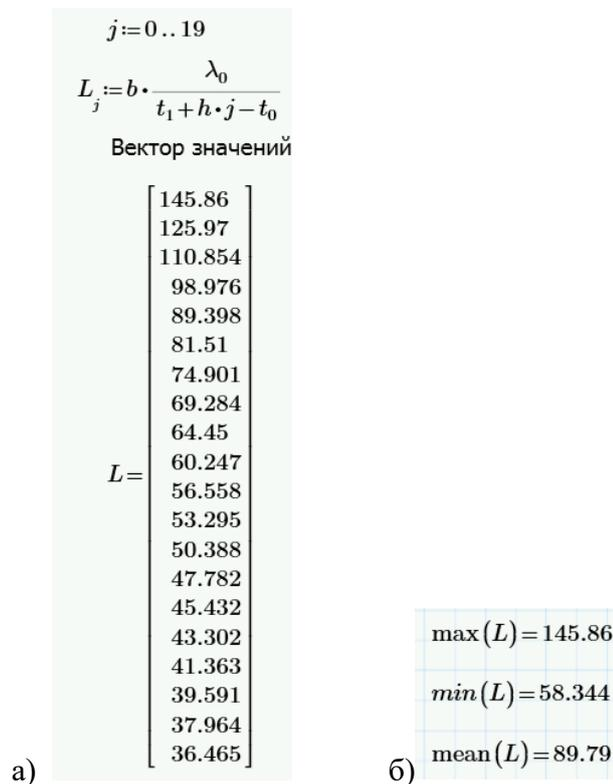 j:=0..19
L_j:=b·λ_0/(t_1+h·j−t_0)
Вектор значений
L=
145.86
125.97
110.854
98.976
89.398
81.51
74.901
69.284
64.45
60.247
56.558
53.295
50.388
47.782
45.432
43.302
41.363
39.591
37.964
36.465
а)
max(L)=145.86
min(L)=58.344
mean(L)=89.79
б)